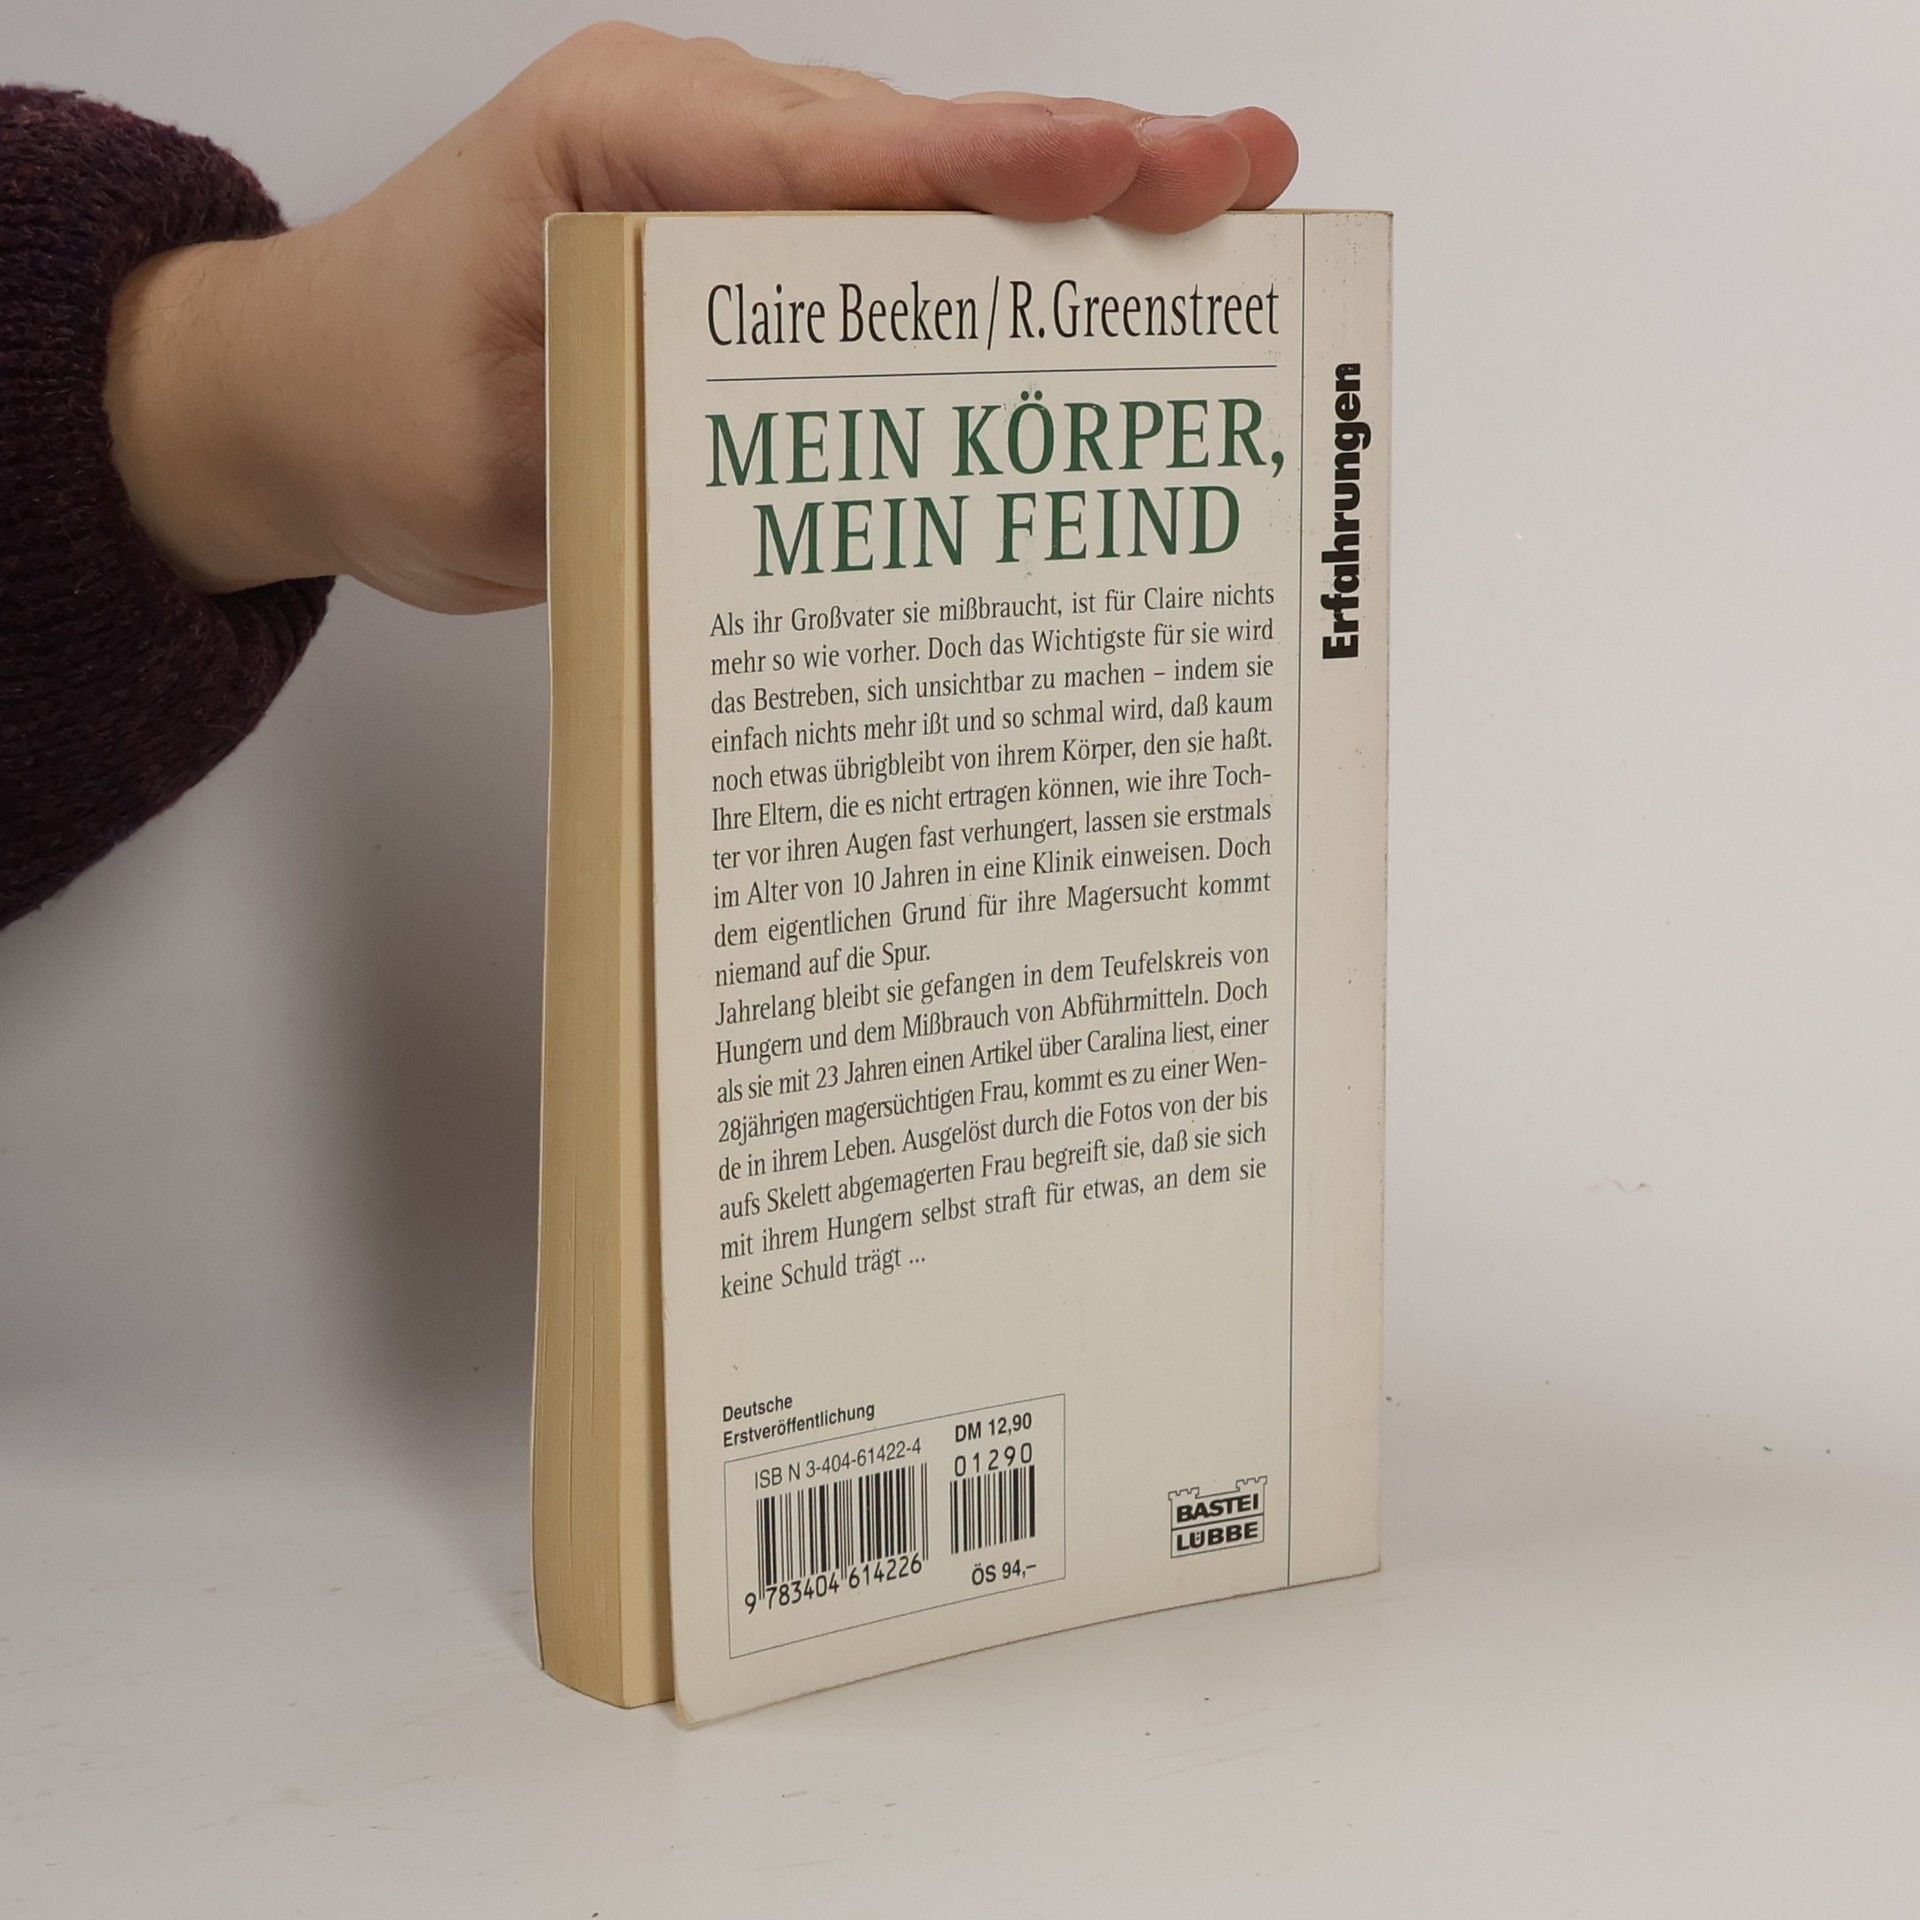 Claire Beeken / R. Greenstreet
MEIN KÖRPER,
MEIN FEIND
Als ihr Großvater sie mißbraucht, ist für Claire nichts
mehr so wie vorher. Doch das Wichtigste für sie wird
das Bestreben, sich unsichtbar zu machen – indem sie
einfach nichts mehr ißt und so schmal wird, daß kaum
noch etwas übrigbleibt von ihrem Körper, den sie haßt.
Ihre Eltern, die es nicht ertragen können, wie ihre Toch-
ter vor ihren Augen fast verhungert, lassen sie erstmals
im Alter von 10 Jahren in eine Klinik einweisen. Doch
dem eigentlichen Grund für ihre Magersucht kommt
niemand auf die Spur.
Jahrelang bleibt sie gefangen in dem Teufelskreis von
Hungern und dem Mißbrauch von Abführmitteln. Doch
als sie mit 23 Jahren einen Artikel über Caralina liest, einer
28jährigen magersüchtigen Frau, kommt es zu einer Wen-
de in ihrem Leben. Ausgelöst durch die Fotos von der bis
aufs Skelett abgemagerten Frau begreift sie, daß sie sich
mit ihrem Hungern selbst straft für etwas, an dem sie
keine Schuld trägt ...
Erfahrungen
Deutsche
Erstveröffentlichung
ISBN 3-404-61422-4
DM 12,90
01290
9 783404 614226
ÖS 94,–
BASTEI
LÜBBE